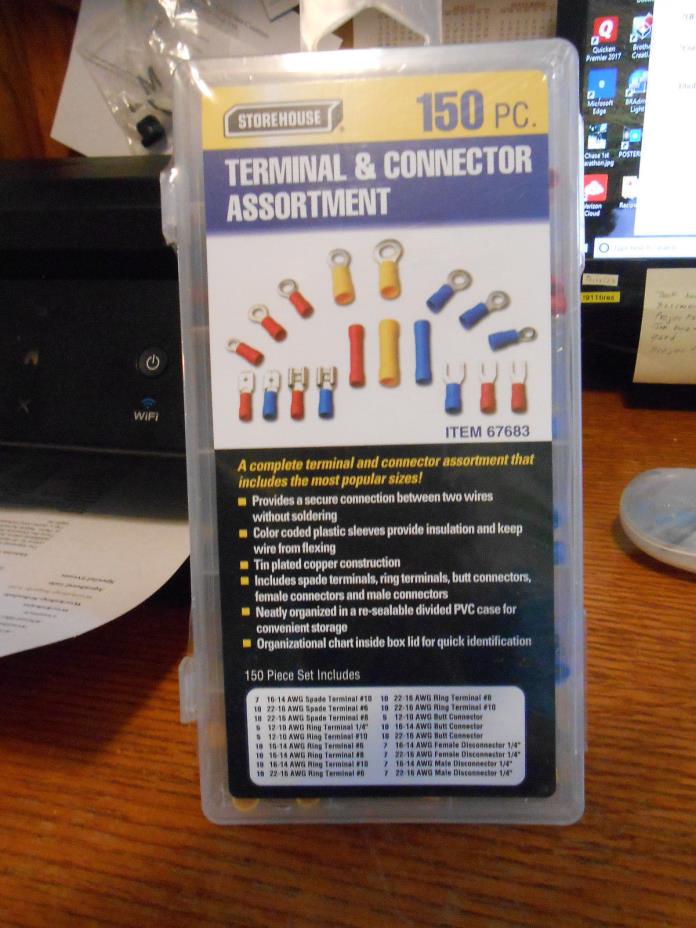 STOREHOUSE
150 PC.
TERMINAL & CONNECTOR
ASSORTMENT
ITEM 67683
A complete terminal and connector assortment that
includes the most popular sizes!
Provides a secure connection between two wires
without soldering
Color coded plastic sleeves provide insulation and keep
wire from flexing
Tin plated copper construction
Includes spade terminals, ring terminals, butt connectors,
female connectors and male connectors
Neatly organized in a re-sealable divided PVC case for
convenient storage
Organizational chart inside box lid for quick identification
150 Piece Set Includes
7 16-14 AWG Spade Terminal #10
10 22-16 AWG Spade Terminal #6
10 22-16 AWG Spade Terminal #8
5 12-10 AWG Ring Terminal 1/4"
5 12-10 AWG Ring Terminal #10
10 16-14 AWG Ring Terminal #6
10 16-14 AWG Ring Terminal #8
10 16-14 AWG Ring Terminal #10
10 22-16 AWG Ring Terminal #6
10 22-16 AWG Ring Terminal #8
10 22-16 AWG Ring Terminal #10
5 12-10 AWG Butt Connector
10 16-14 AWG Butt Connector
10 22-16 AWG Butt Connector
7 16-14 AWG Female Disconnector 1/4"
7 22-16 AWG Female Disconnector 1/4"
7 16-14 AWG Male Disconnector 1/4"
7 22-16 AWG Male Disconnector 1/4"
WiFi
Quicken
Premier 2017
Microsoft
Edge
Chase 1st
Cloud
Special Events